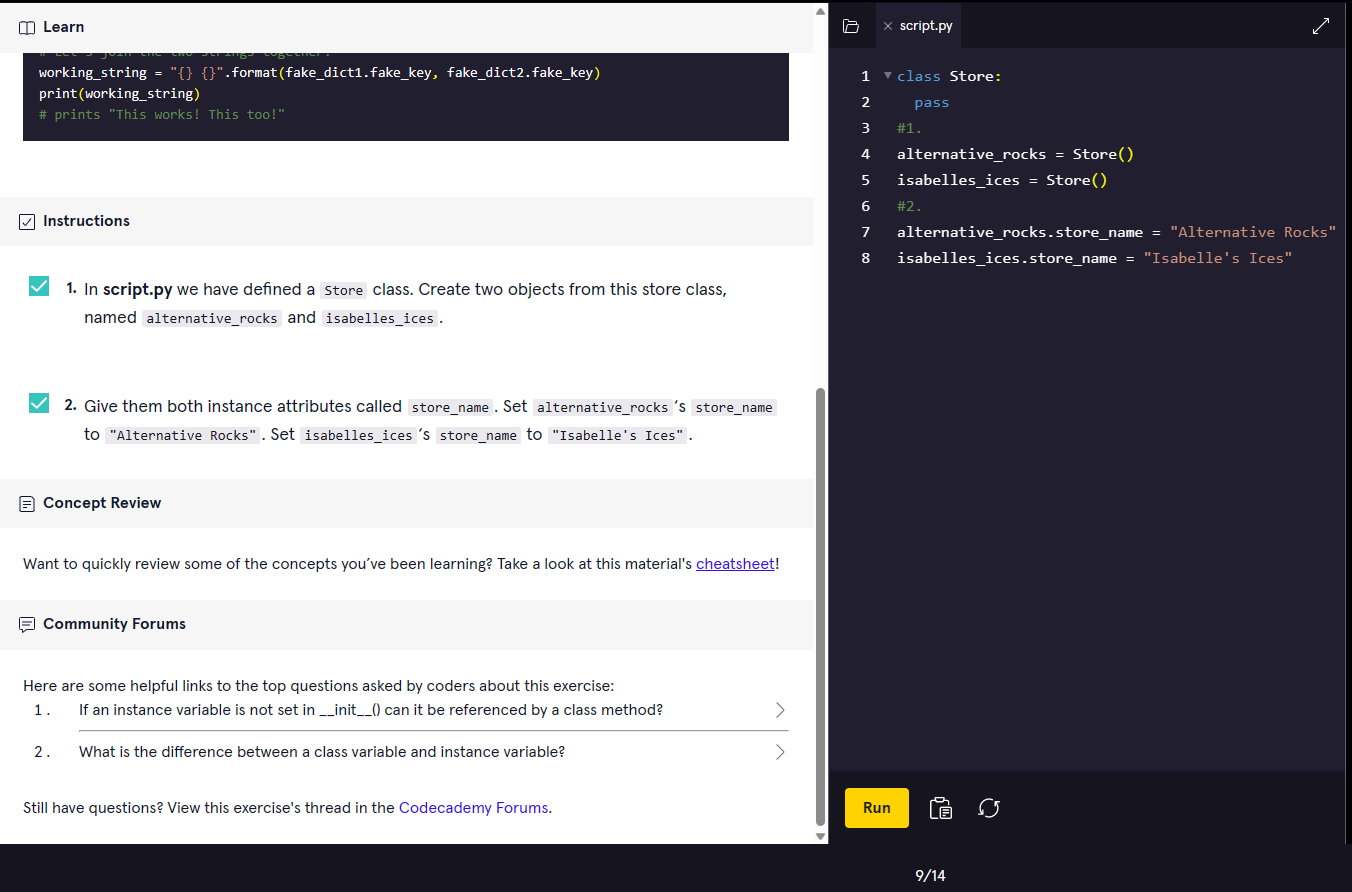 Learn
# Let's join the two strings together!
working_string = "{} {}".format(fake_dict1.fake_key, fake_dict2.fake_key)
print(working_string)
# prints "This works! This too!"
Instructions
1. In script.py we have defined a Store class. Create two objects from this store class,
named alternative_rocks and isabelles_ices.
2. Give them both instance attributes called store_name. Set alternative_rocks‘s store_name
to "Alternative Rocks". Set isabelles_ices‘s store_name to "Isabelle's Ices".
Concept Review
Want to quickly review some of the concepts you’ve been learning? Take a look at this material's cheatsheet!
Community Forums
Here are some helpful links to the top questions asked by coders about this exercise:
1. If an instance variable is not set in __init__() can it be referenced by a class method?
2. What is the difference between a class variable and instance variable?
Still have questions? View this exercise's thread in the Codecademy Forums.
script.py
1 class Store:
2 pass
3 #1.
4 alternative_rocks = Store()
5 isabelles_ices = Store()
6 #2.
7 alternative_rocks.store_name = "Alternative Rocks"
8 isabelles_ices.store_name = "Isabelle's Ices"
Run
9/14